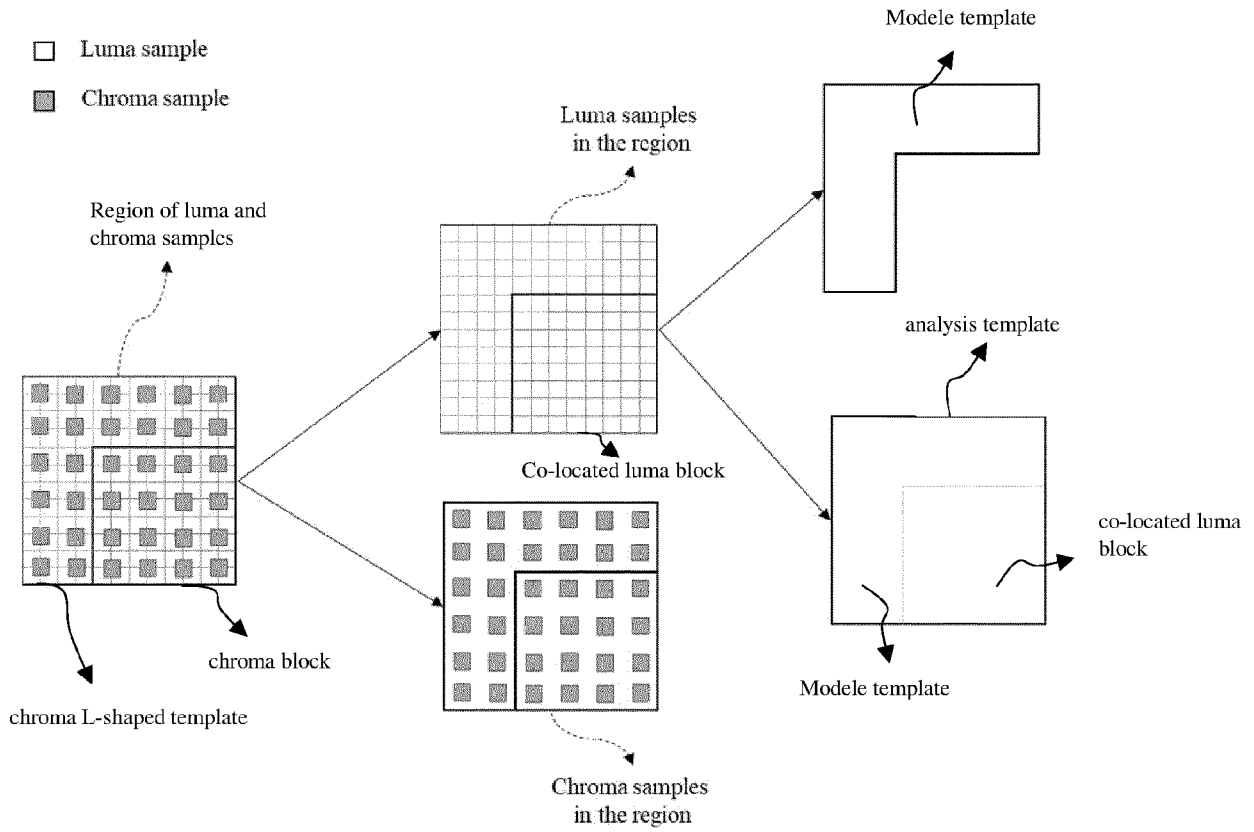 Modele template
Luma sample
Chroma sample
Luma samples
in the region
Region of luma and
chroma samples
analysis template
Co-located luma block
co-located luma
block
chroma block
Modele template
chroma L-shaped template
Chroma samples
in the region